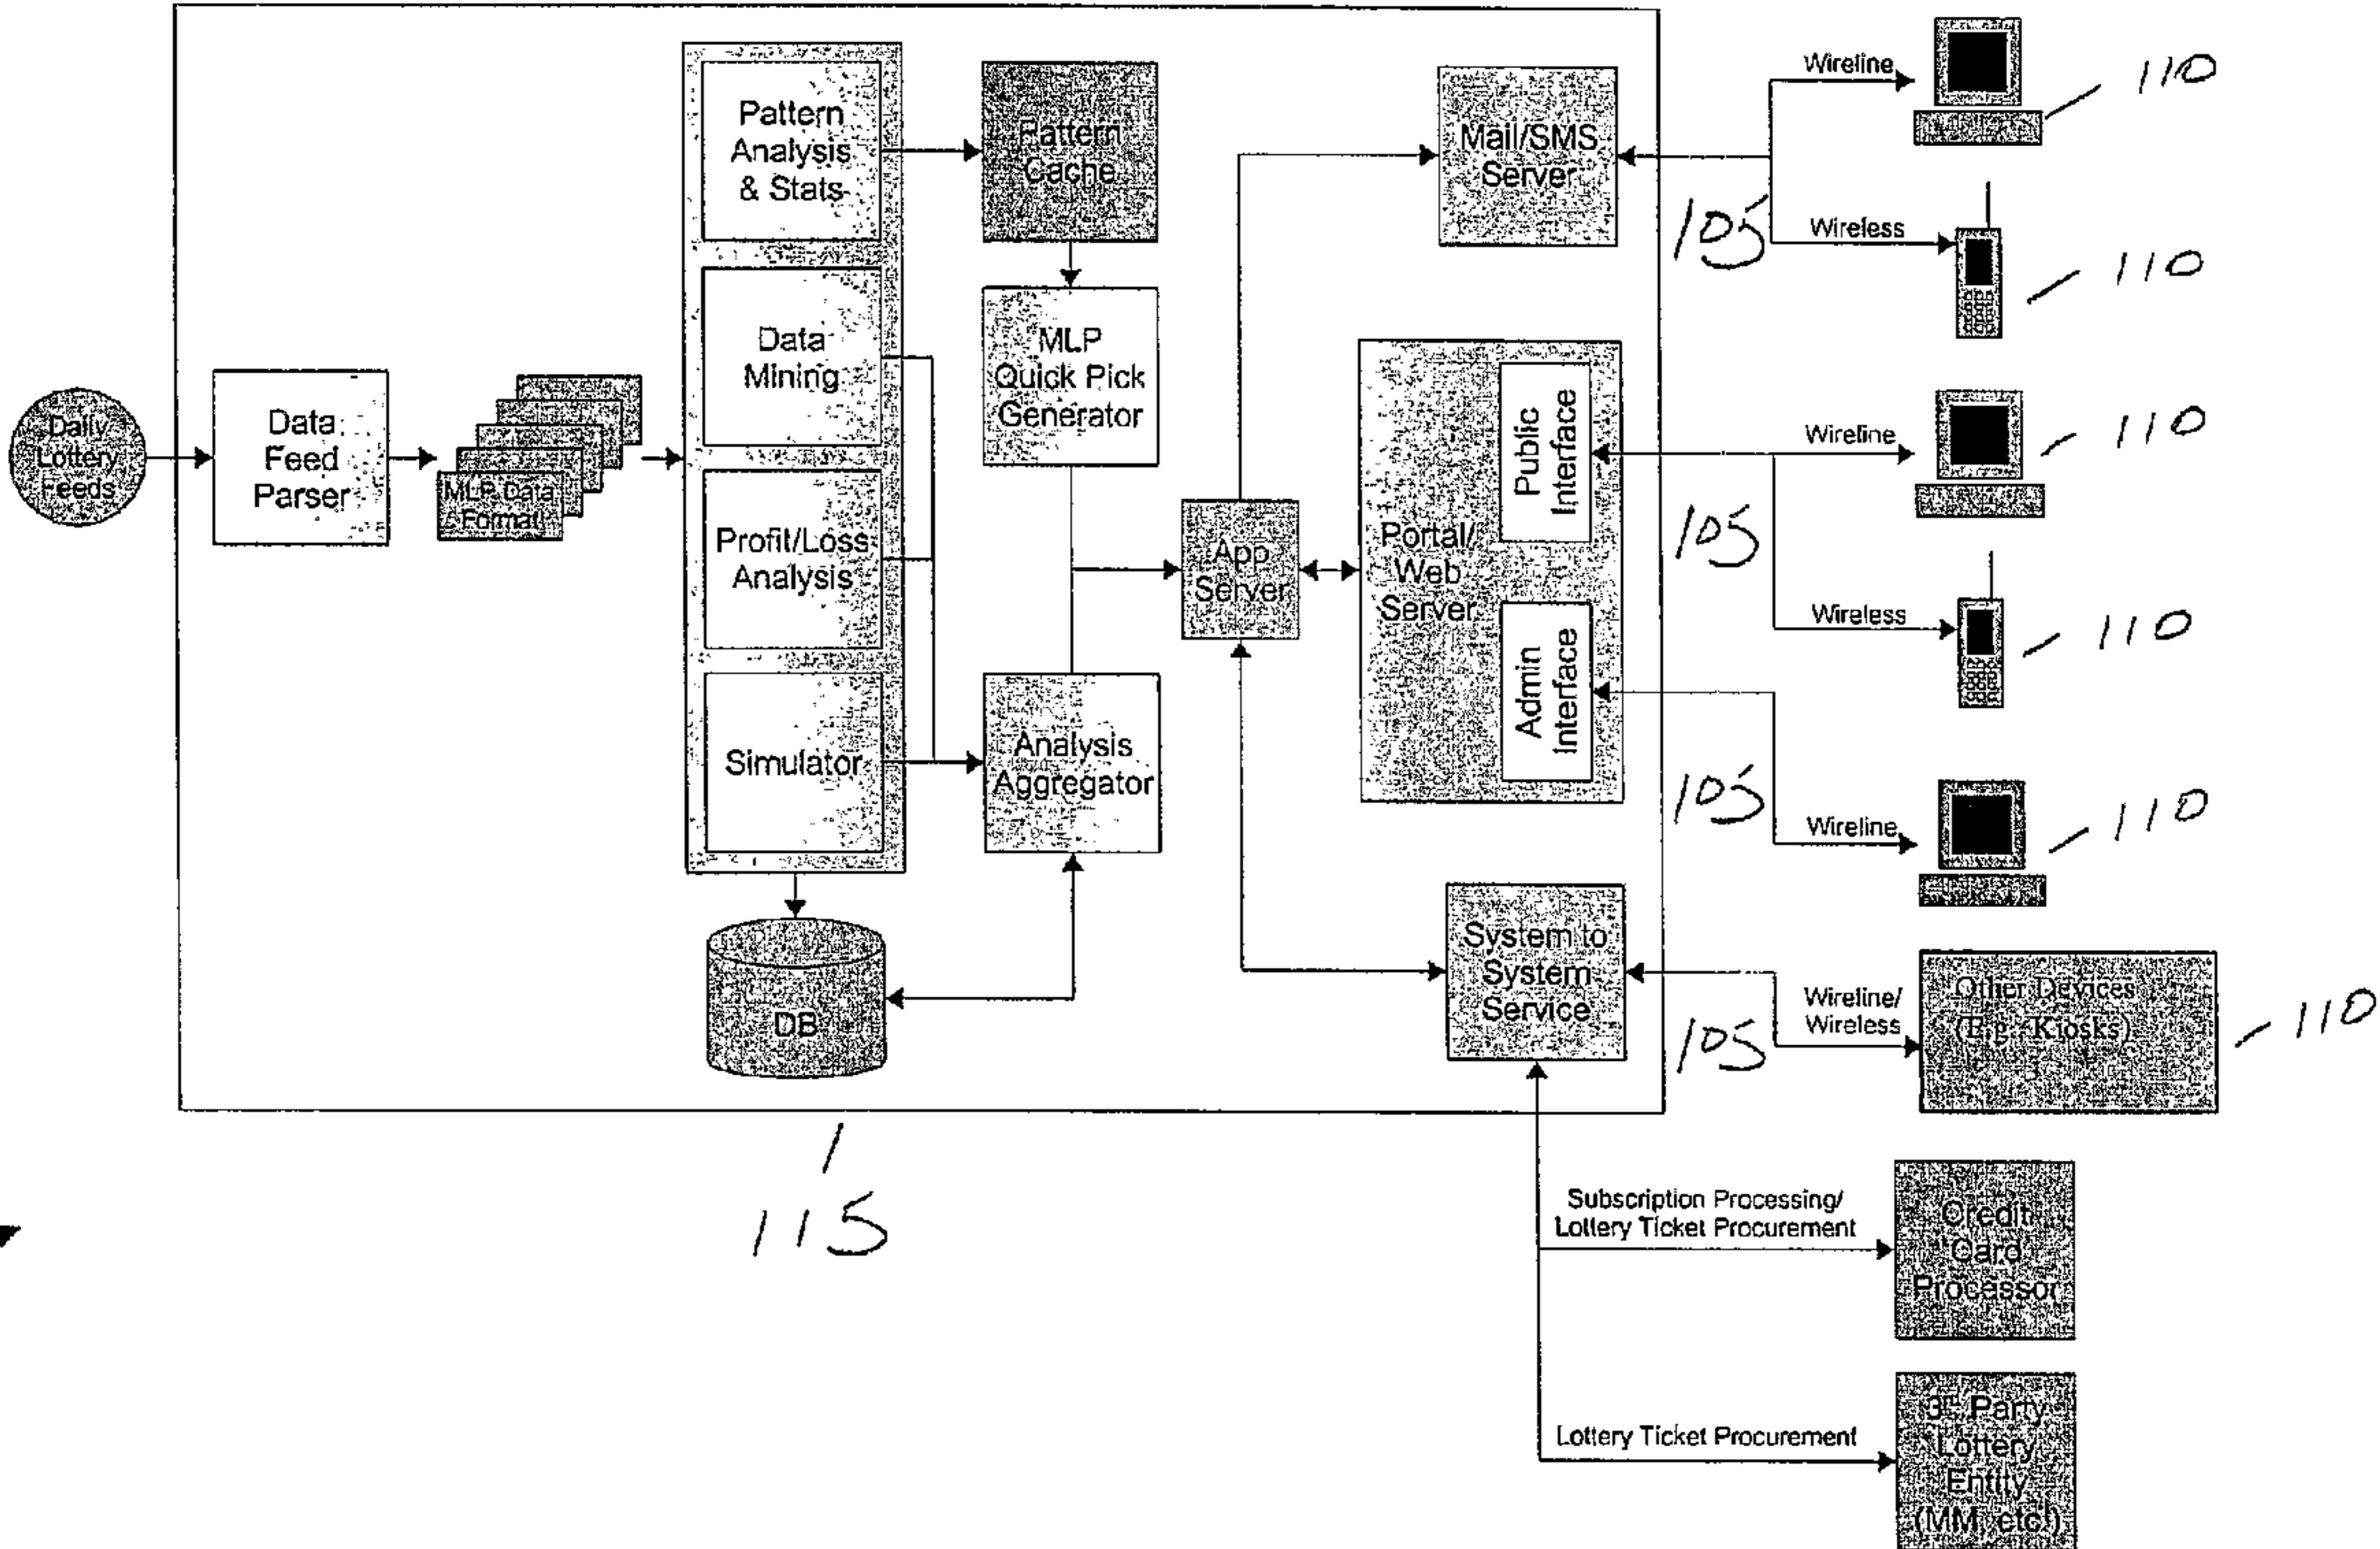 Daily
Lottery
Feeds
Data
Feed
Parser
MLP Data
Format
Pattern
Analysis
& Stats
Data
Mining
Profit/Loss
Analysis
Simulator
DB
Pattern
Cache
MLP
Quick Pick
Generator
Analysis
Aggregator
App
Server
Mail/SMS
Server
Portal/
Web
Server
Public
Interface
Admin
Interface
System to
System
Service
105
Wireline
110
Wireless
110
105
Wireline
110
Wireless
110
105
Wireline
110
105
Wireline/
Wireless
Other Devices
(E.g. Kiosks)
110
115
Subscription Processing/
Lottery Ticket Procurement
Credit
Card
Processor
Lottery Ticket Procurement
3rd Party
Lottery
Entity
(MM, etc.)